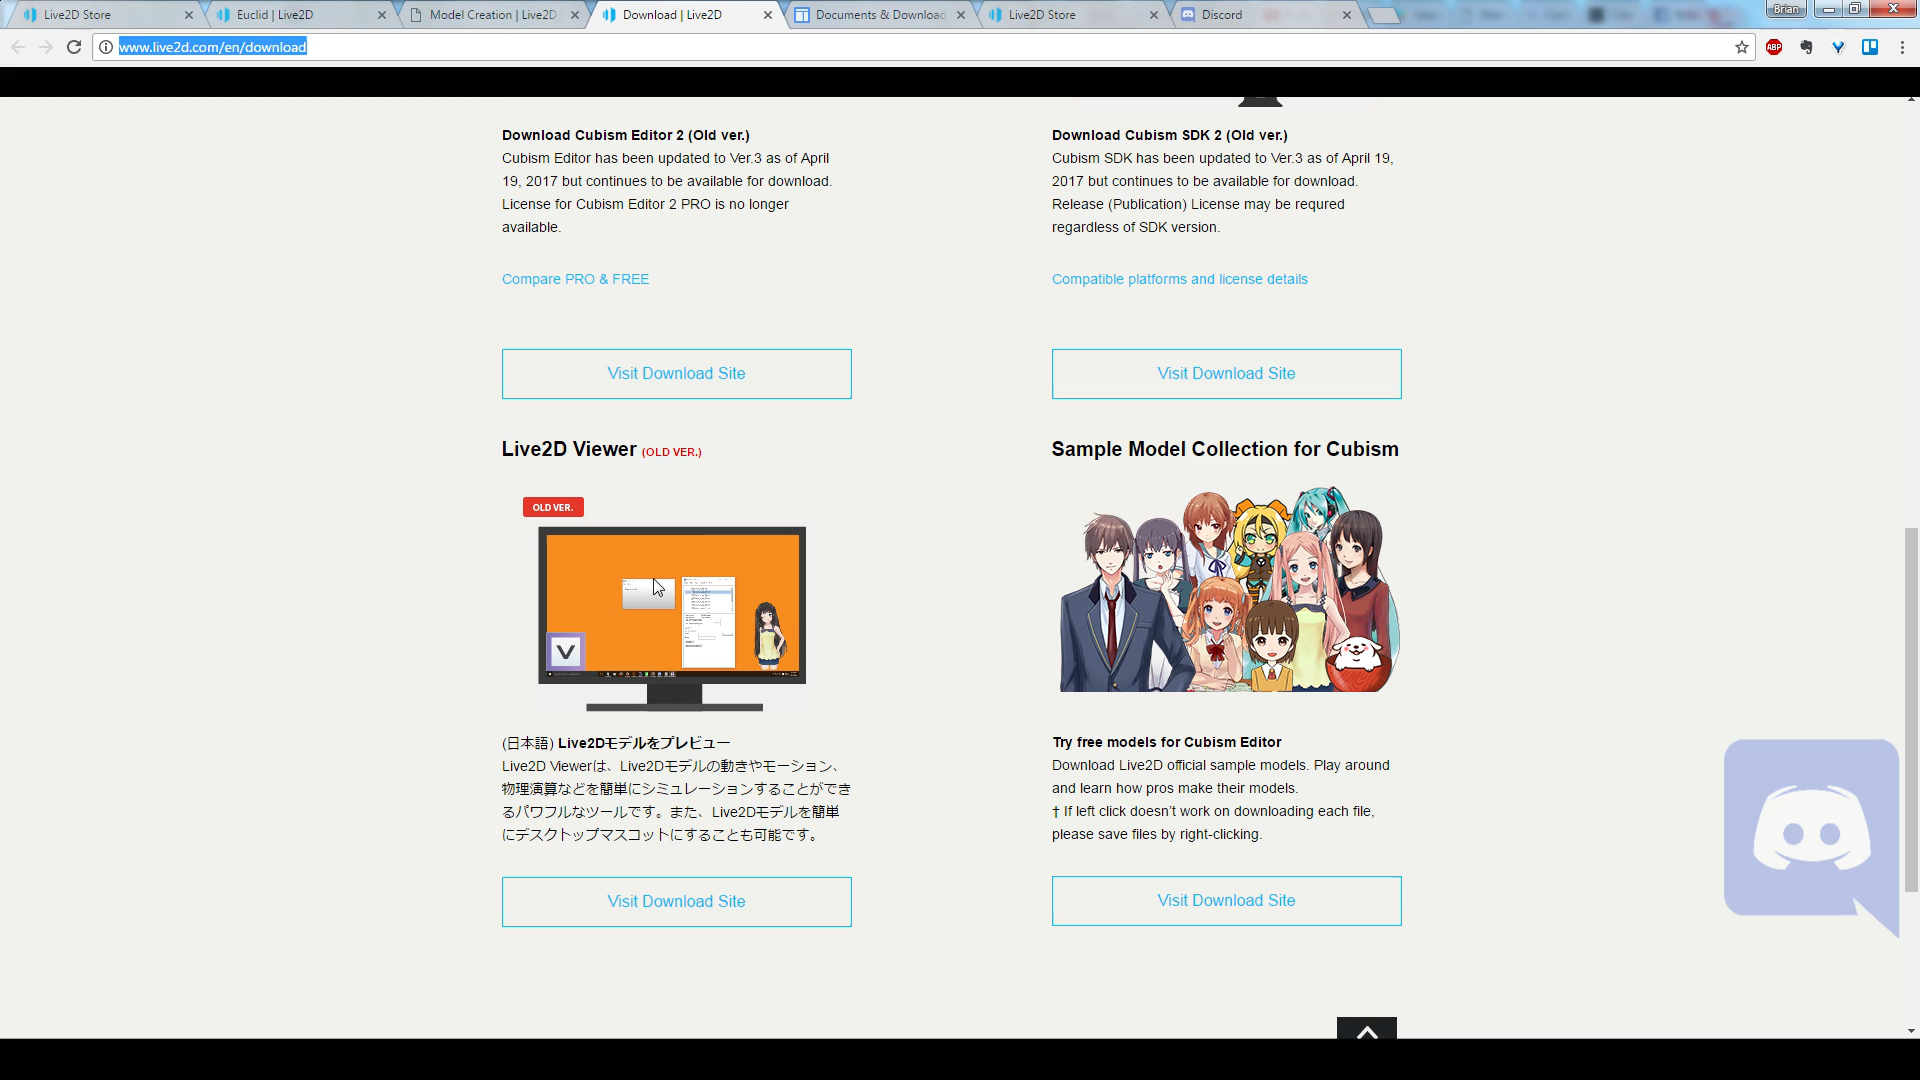 Live2D Store
Euclid | Live2D
Model Creation | Live2D
Download | Live2D
Documents & Download
Live2D Store
Discord
Brian
www.live2d.com/en/download
ABP
Download Cubism Editor 2 (Old ver.)
Cubism Editor has been updated to Ver.3 as of April
19, 2017 but continues to be available for download.
License for Cubism Editor 2 PRO is no longer
available.
Compare PRO & FREE
Visit Download Site
Download Cubism SDK 2 (Old ver.)
Cubism SDK has been updated to Ver.3 as of April 19,
2017 but continues to be available for download.
Release (Publication) License may be requred
regardless of SDK version.
Compatible platforms and license details
Visit Download Site
Live2D Viewer (OLD VER.)
OLD VER.
V
(日本語) Live2Dモデルをプレビュー
Live2D Viewerは、Live2Dモデルの動きやモーション、
物理演算などを簡単にシミュレーションすることができ
るパワフルなツールです。また、Live2Dモデルを簡単
にデスクトップマスコットにすることも可能です。
Visit Download Site
Sample Model Collection for Cubism
Try free models for Cubism Editor
Download Live2D official sample models. Play around
and learn how pros make their models.
† If left click doesn't work on downloading each file,
please save files by right-clicking.
Visit Download Site